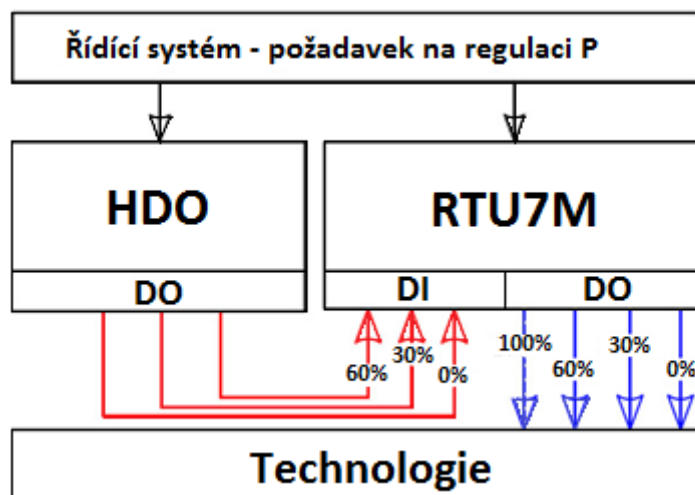 Řídící systém - požadavek na regulaci P
HDO
RTU7M
DO
DI
DO
60%
30%
0%
100%
60%
30%
0%
Technologie